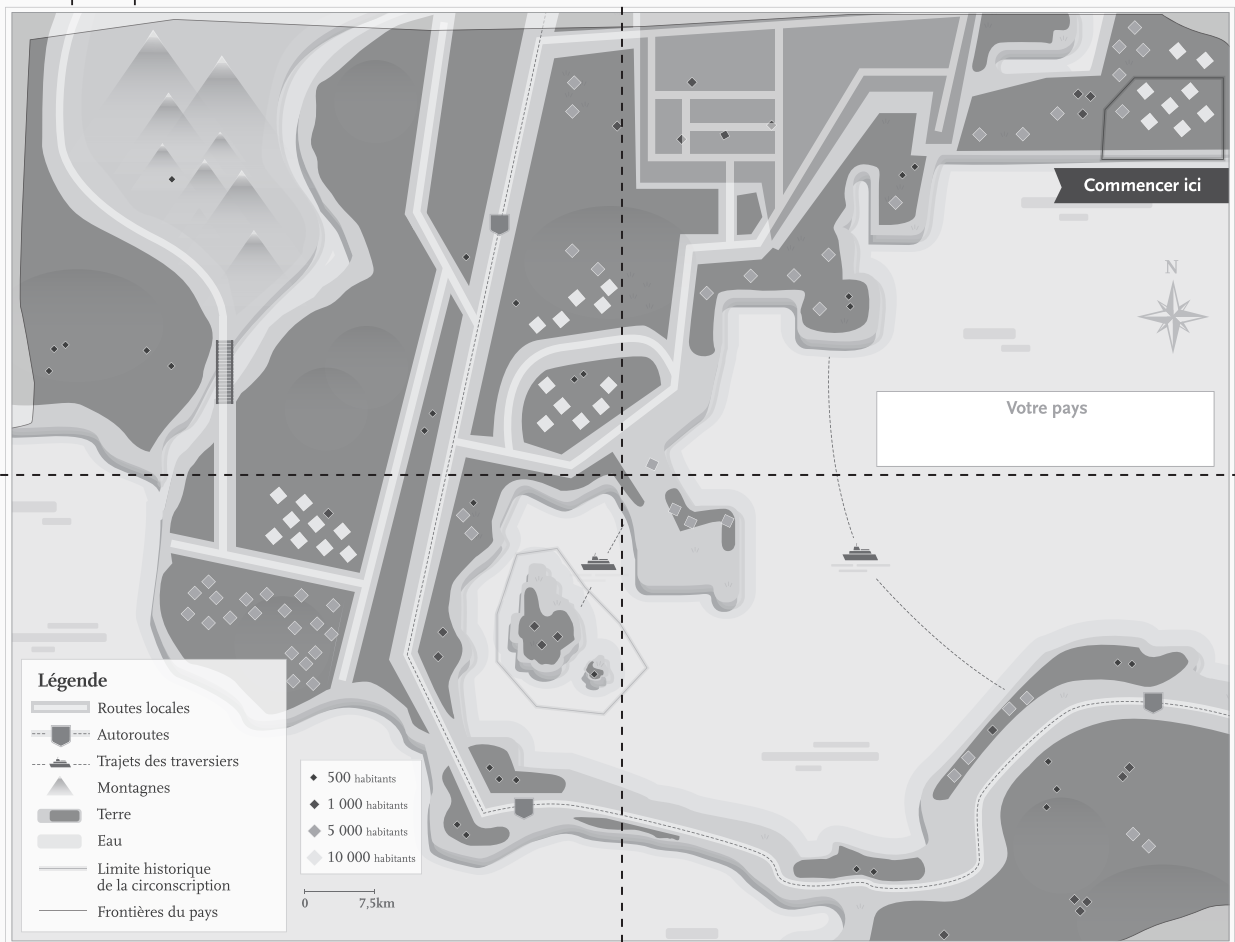 Commencer ici
N
Votre pays
Légende
Routes locales
Autoroutes
Trajets des traversiers
Montagnes
Terre
Eau
Limite historique
de la circonscription
Frontières du pays
500 habitants
1 000 habitants
5 000 habitants
10 000 habitants
0 7,5km